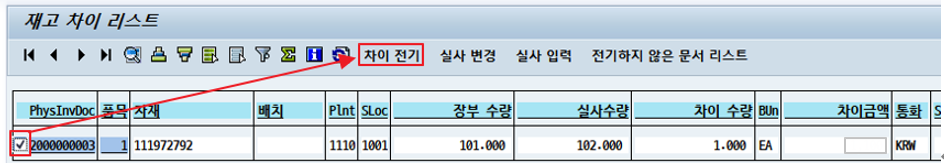 재고 차이 리스트
차이 전기 실사 변경 실사 입력 전기하지 않은 문서 리스트
PhysInvDoc 품목 자재 배치 Plnt SLoc 장부 수량 실사수량 차이 수량 BUn 차이금액 통화 S
2000000003 1 111972792 1110 1001 101.000 102.000 1.000 EA KRW